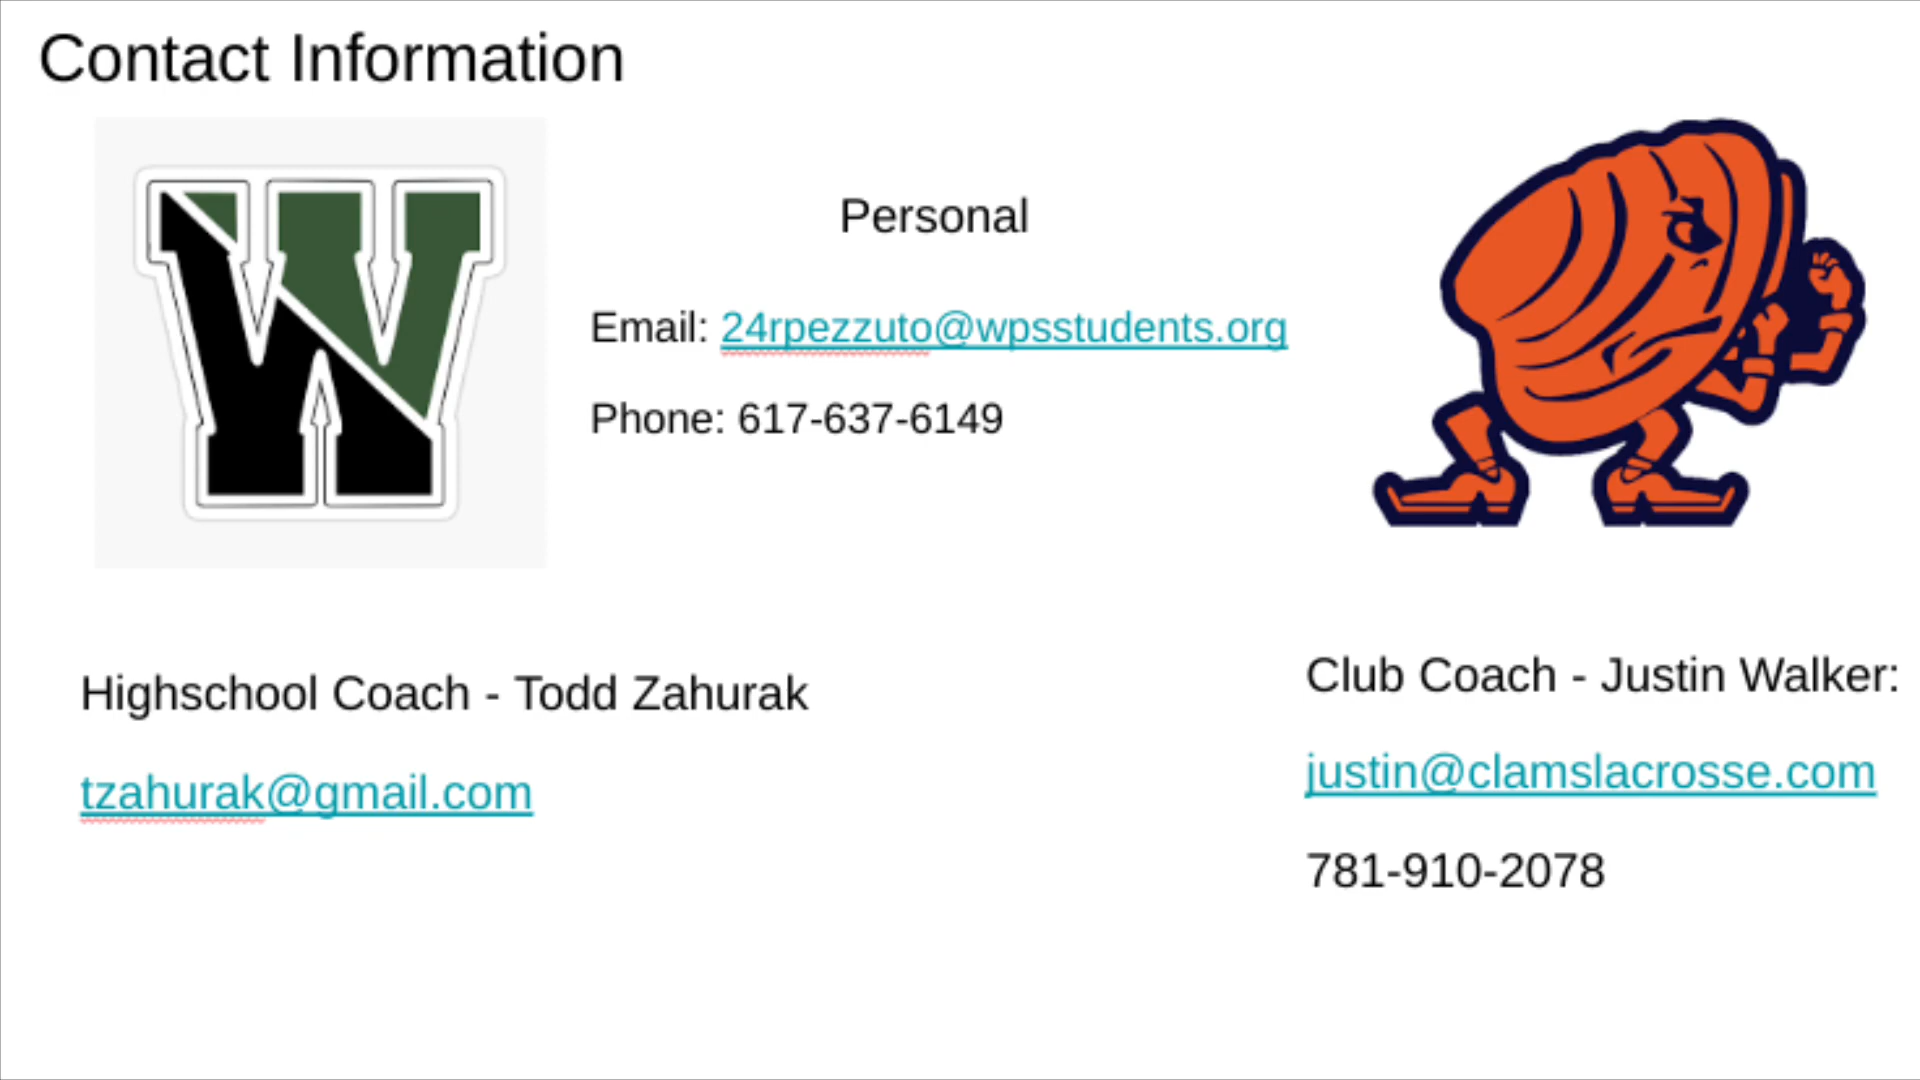 Contact Information
W
Personal
Email: 24rpezzuto@wpsstudents.org
Phone: 617-637-6149
Highschool Coach - Todd Zahurak
tzahurak@gmail.com
Club Coach - Justin Walker:
justin@clamslacrosse.com
781-910-2078